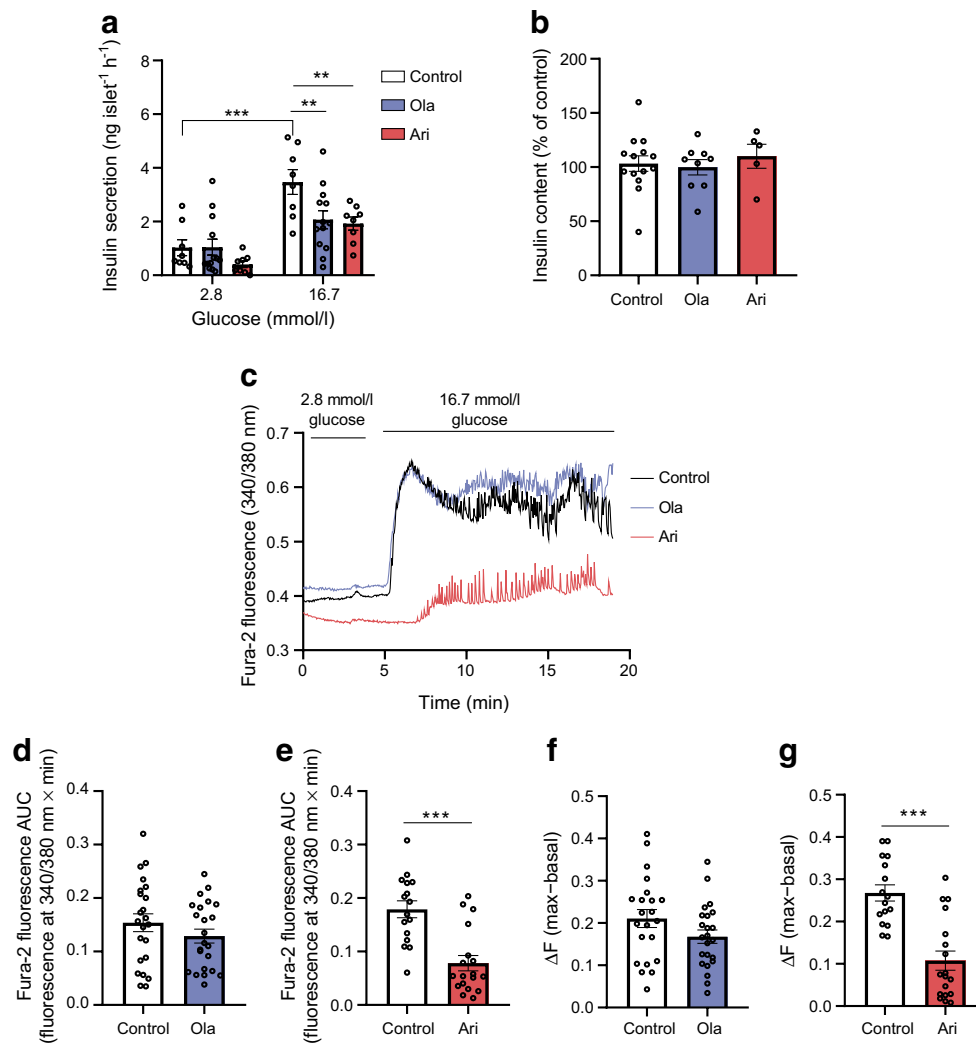 a
Insulin secretion (ng islet⁻¹ h⁻¹)
8
6
4
2
0
***
**
**
Control
Ola
Ari
2.8
16.7
Glucose (mmol/l)
b
Insulin content (% of control)
200
150
100
50
0
Control
Ola
Ari
c
2.8 mmol/l
glucose
16.7 mmol/l
glucose
Fura-2 fluorescence (340/380 nm)
0.7
0.6
0.5
0.4
0.3
0
5
10
15
20
Time (min)
Control
Ola
Ari
d
Fura-2 fluorescence AUC
(fluorescence at 340/380 nm × min)
0.4
0.3
0.2
0.1
0.0
Control
Ola
e
Fura-2 fluorescence AUC
(fluorescence at 340/380 nm × min)
0.4
0.3
0.2
0.1
0.0
***
Control
Ari
f
ΔF (max−basal)
0.5
0.4
0.3
0.2
0.1
0.0
Control
Ola
g
ΔF (max−basal)
0.5
0.4
0.3
0.2
0.1
0.0
***
Control
Ari